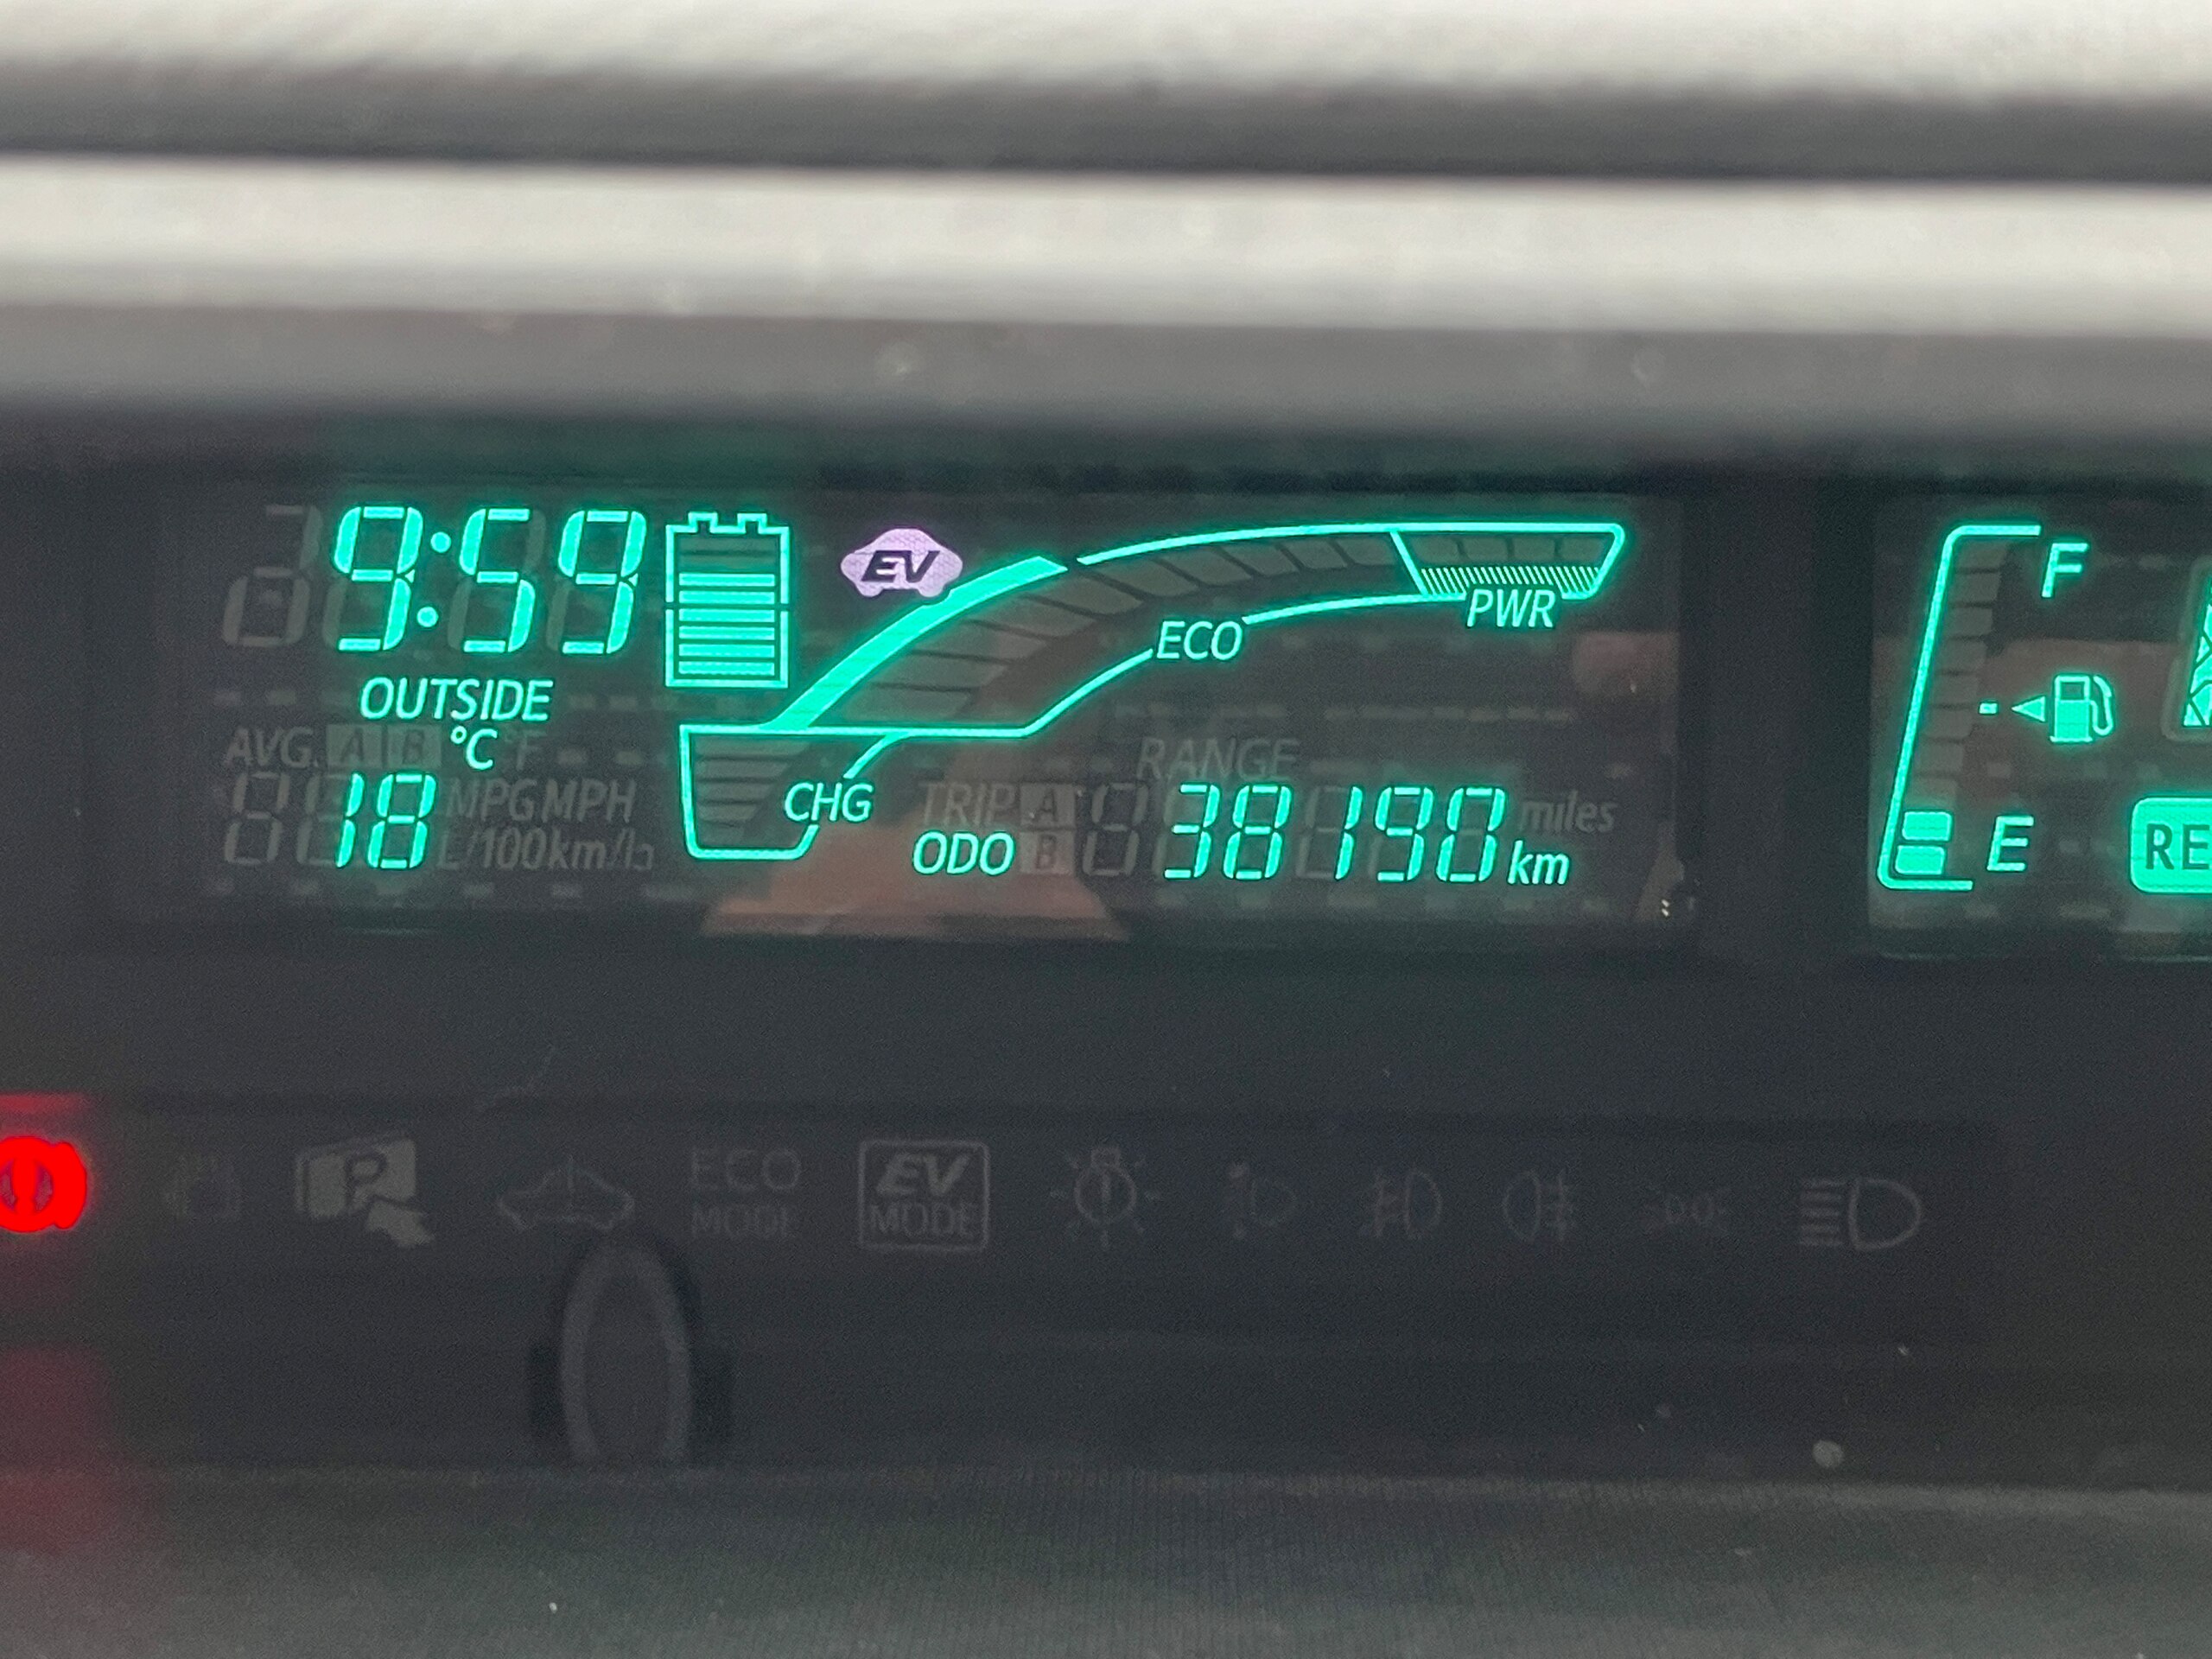 9:59
EV
F
PWR
ECO
OUTSIDE
AVG. A B °C °F
RANGE
18 MPG MPH
CHG
TRIP A
38190 miles
L/100km/h
ODO B
km
E
RE
P
ECO
MODE
EV
MODE